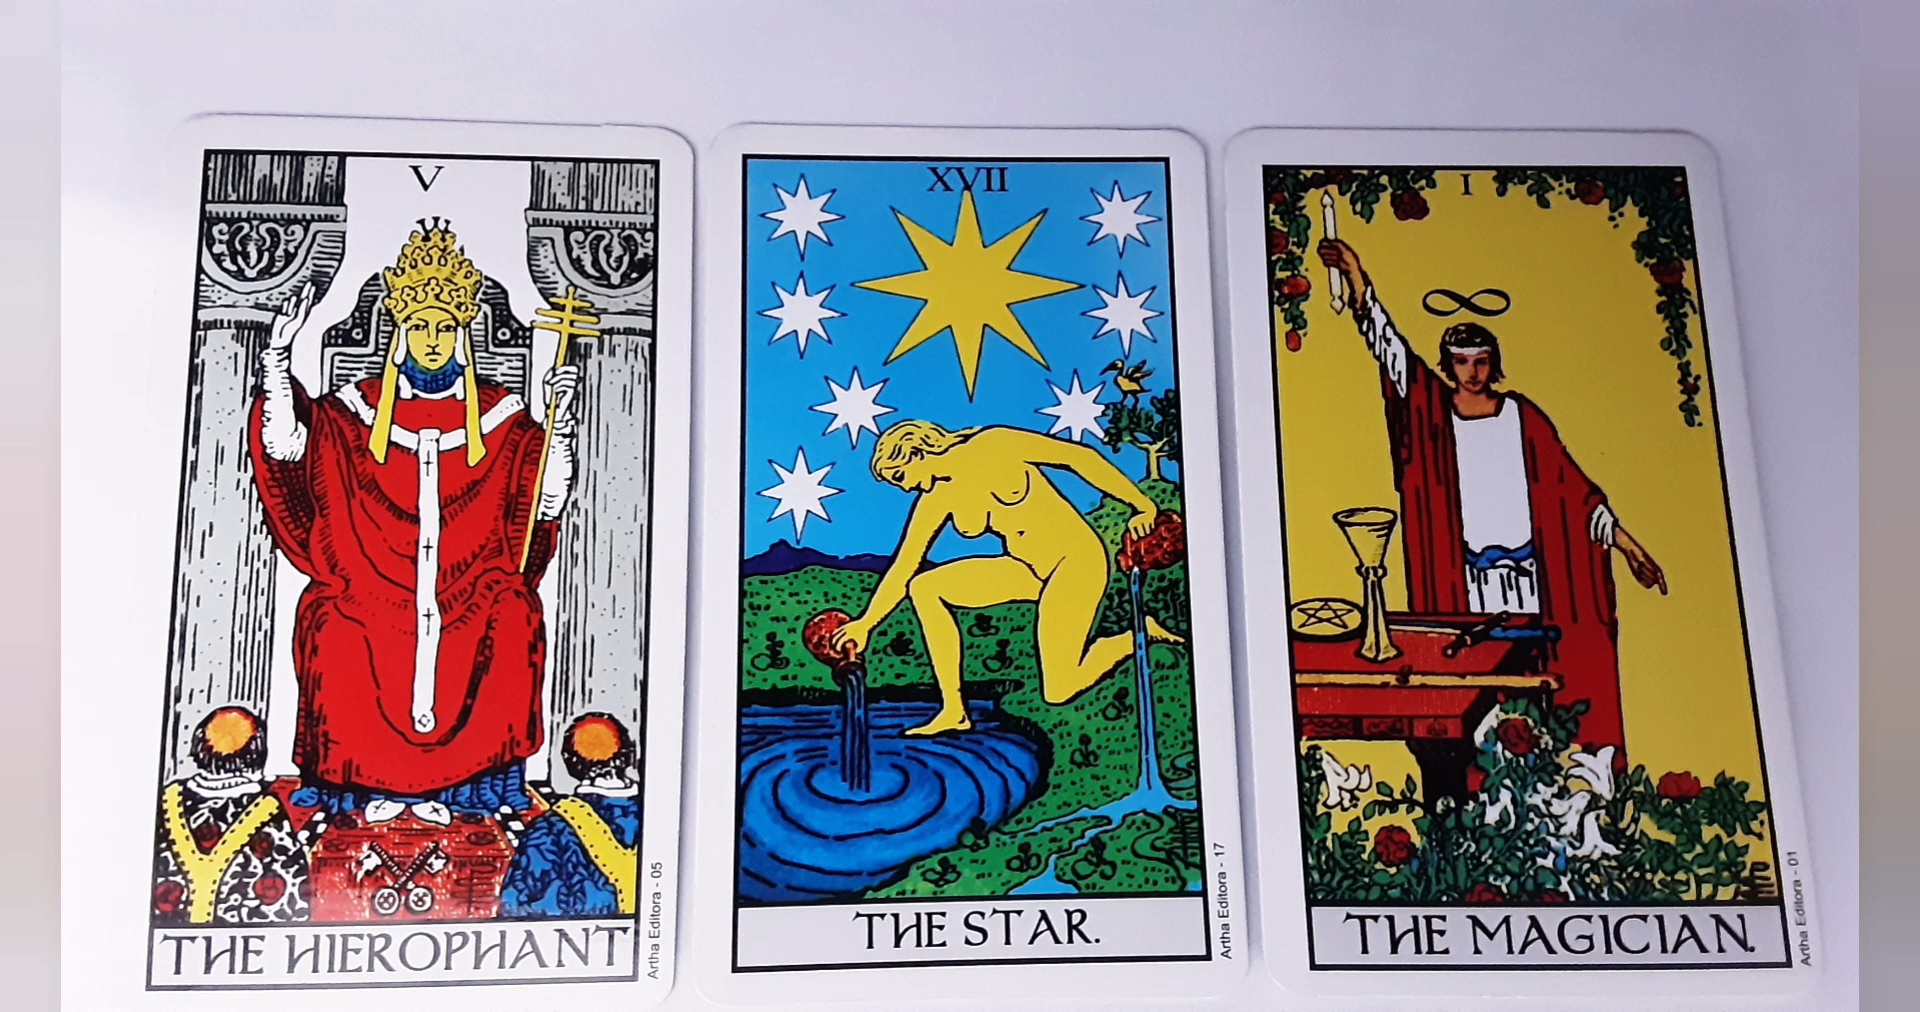 V
THE HIEROPHANT
Artha Editora - 05
XVII
THE STAR.
Artha Editora - 17
I
THE MAGICIAN.
Artha Editora - 01